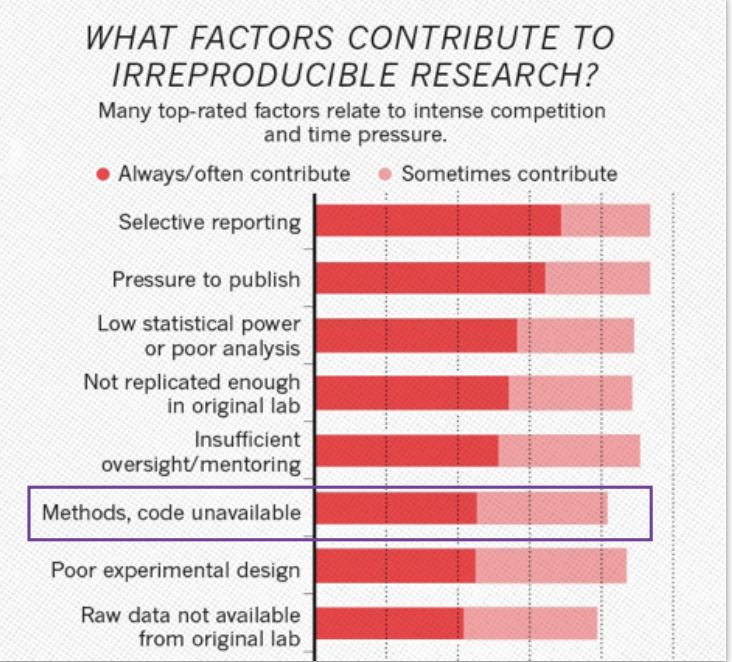 WHAT FACTORS CONTRIBUTE TO
IRREPRODUCIBLE RESEARCH?
Many top-rated factors relate to intense competition
and time pressure.
Always/often contribute Sometimes contribute
Selective reporting
Pressure to publish
Low statistical power
or poor analysis
Not replicated enough
in original lab
Insufficient
oversight/mentoring
Methods, code unavailable
Poor experimental design
Raw data not available
from original lab